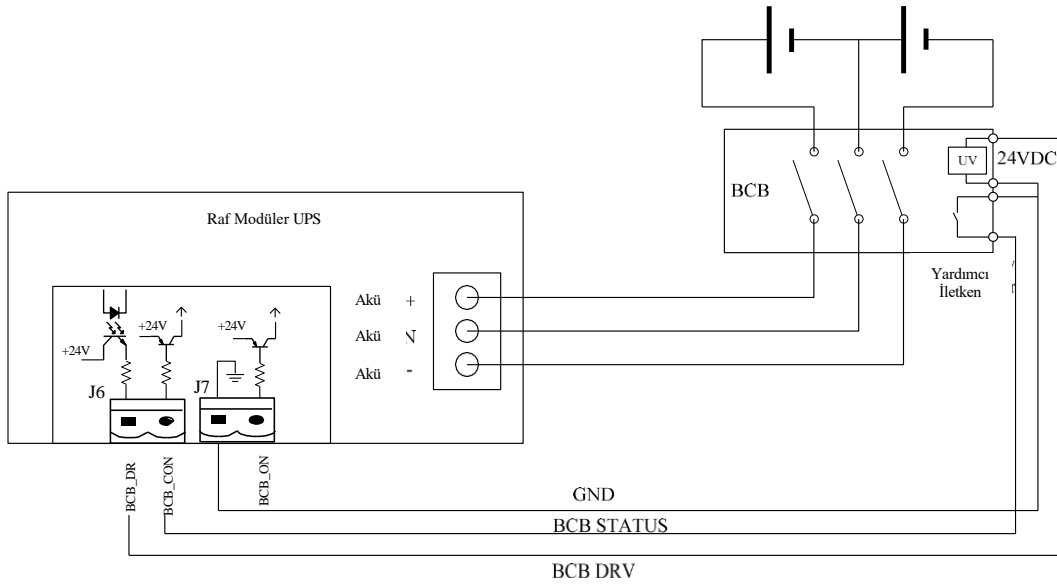 24VDC
UV
BCB
Raf Modüler UPS
Yardımcı
İletken
Akü +
Akü N
Akü -
+24V
+24V
+24V
J6
J7
BCB_DR
BCB_CON
BCB_ON
GND
BCB STATUS
BCB DRV